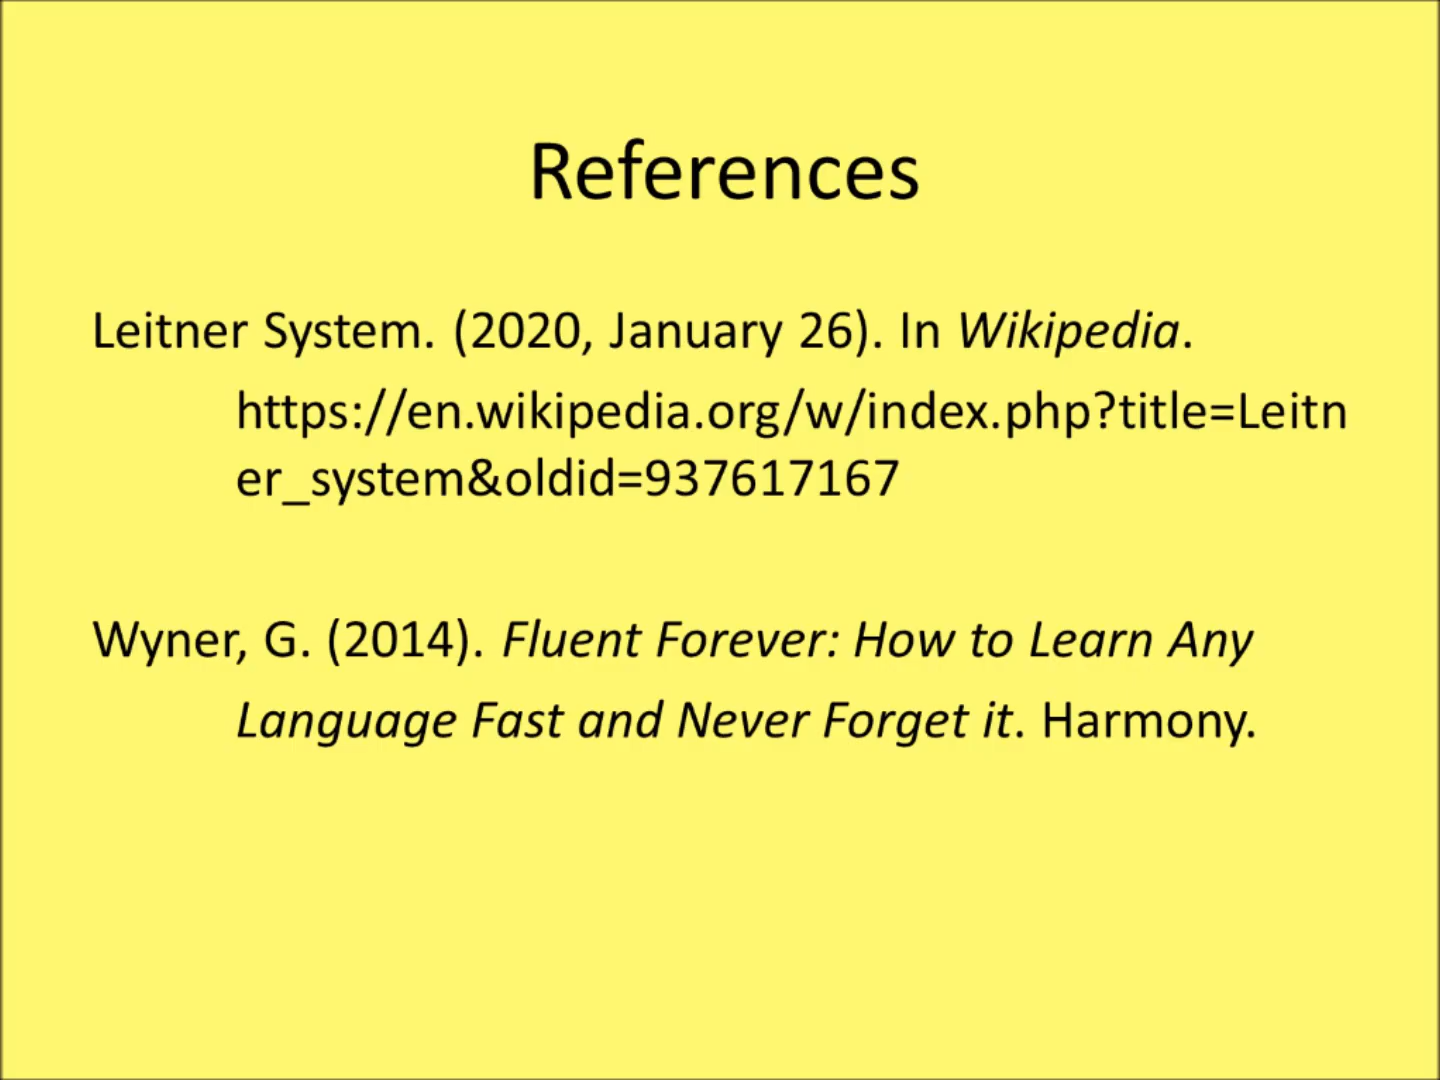 References
Leitner System. (2020, January 26). In Wikipedia.
https://en.wikipedia.org/w/index.php?title=Leitn
er_system&oldid=937617167
Wyner, G. (2014). Fluent Forever: How to Learn Any
Language Fast and Never Forget it. Harmony.